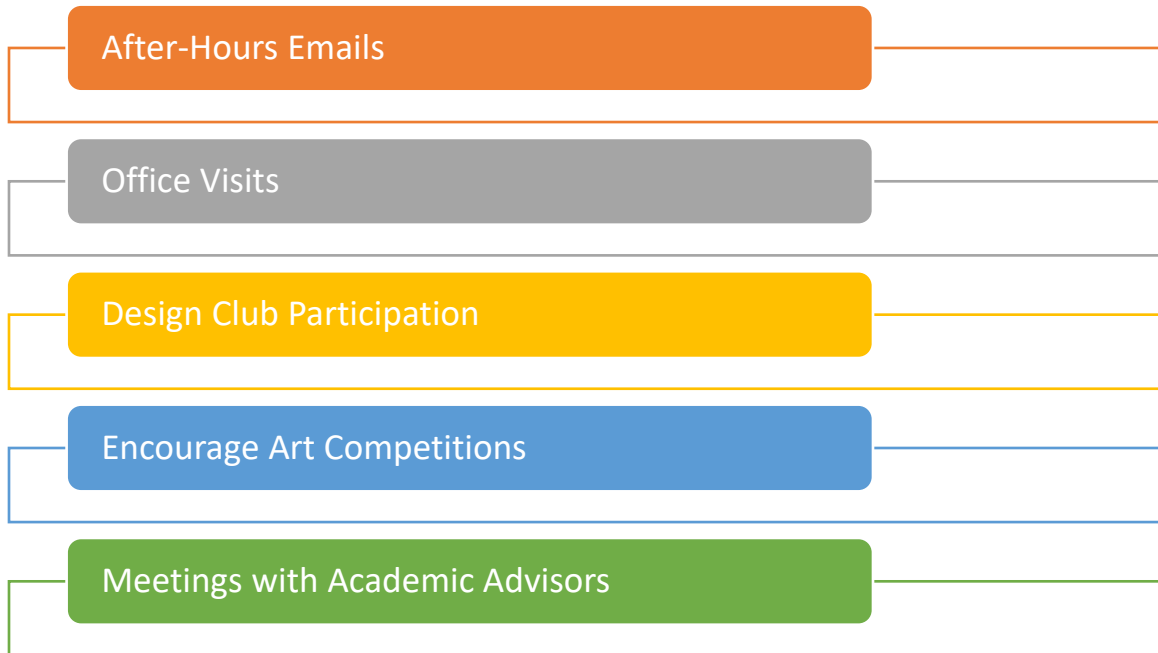 After-Hours Emails
Office Visits
Design Club Participation
Encourage Art Competitions
Meetings with Academic Advisors